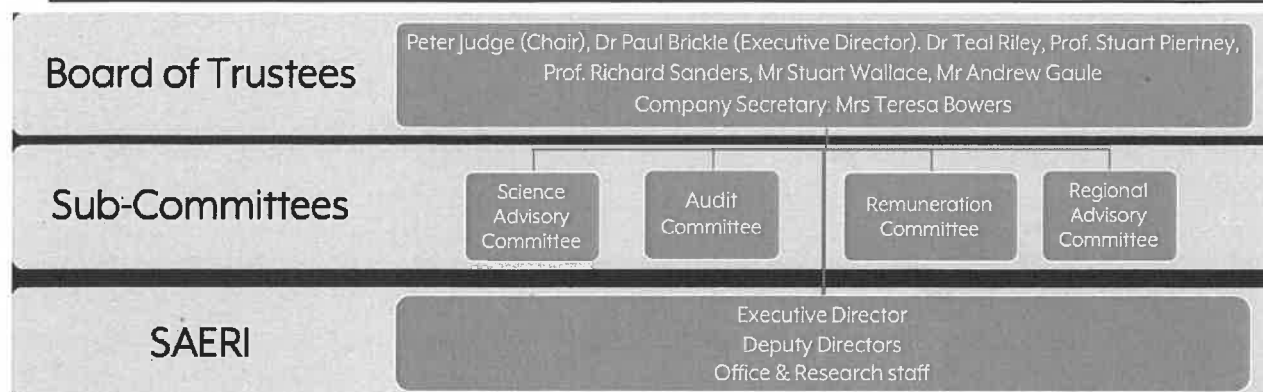 Board of Trustees
Peter Judge (Chair), Dr Paul Brickle (Executive Director). Dr Teal Riley, Prof. Stuart Piertney,
Prof. Richard Sanders, Mr Stuart Wallace, Mr Andrew Gaule
Company Secretary: Mrs Teresa Bowers
Sub-Committees
Science
Advisory
Committee
Audit
Committee
Remuneration
Committee
Regional
Advisory
Committee
SAERI
Executive Director
Deputy Directors
Office & Research staff